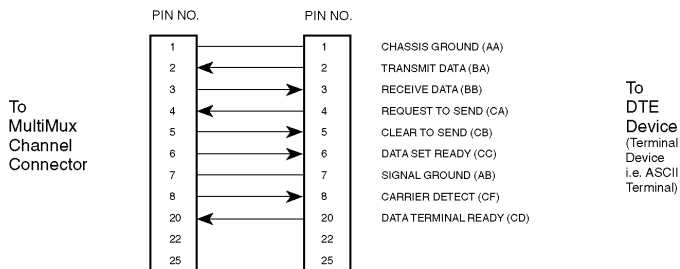 PIN NO. PIN NO.
1 1 CHASSIS GROUND (AA)
2 2 TRANSMIT DATA (BA)
3 3 RECEIVE DATA (BB)
4 4 REQUEST TO SEND (CA)
5 5 CLEAR TO SEND (CB)
6 6 DATA SET READY (CC)
7 7 SIGNAL GROUND (AB)
8 8 CARRIER DETECT (CF)
20 20 DATA TERMINAL READY (CD)
22 22
25 25
To
MultiMux
Channel
Connector
To
DTE
Device
(Terminal
Device
i.e. ASCII
Terminal)